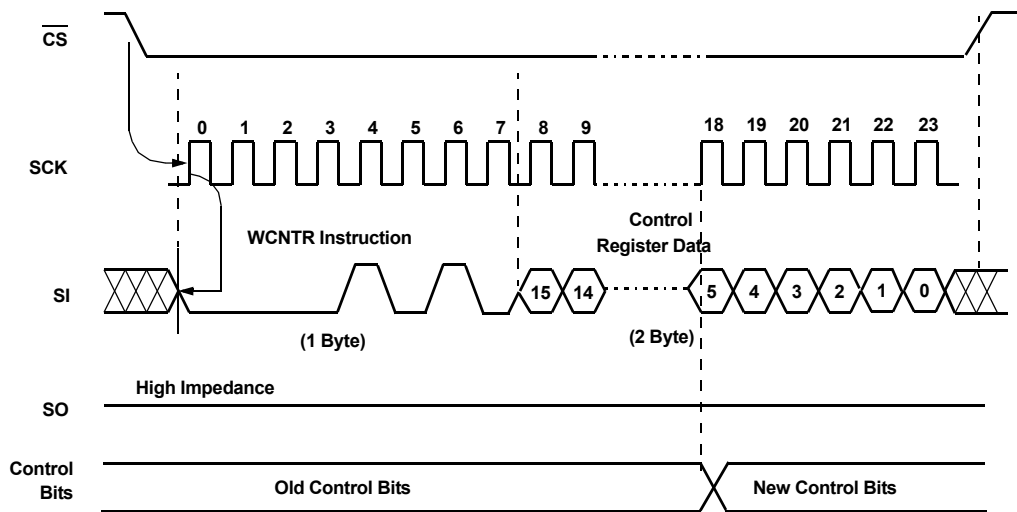 CS
0 1 2 3 4 5 6 7 8 9 18 19 20 21 22 23
SCK
WCNTR Instruction
Control
Register Data
SI
15 14 5 4 3 2 1 0
(1 Byte)
(2 Byte)
High Impedance
SO
Control
Bits
Old Control Bits
New Control Bits